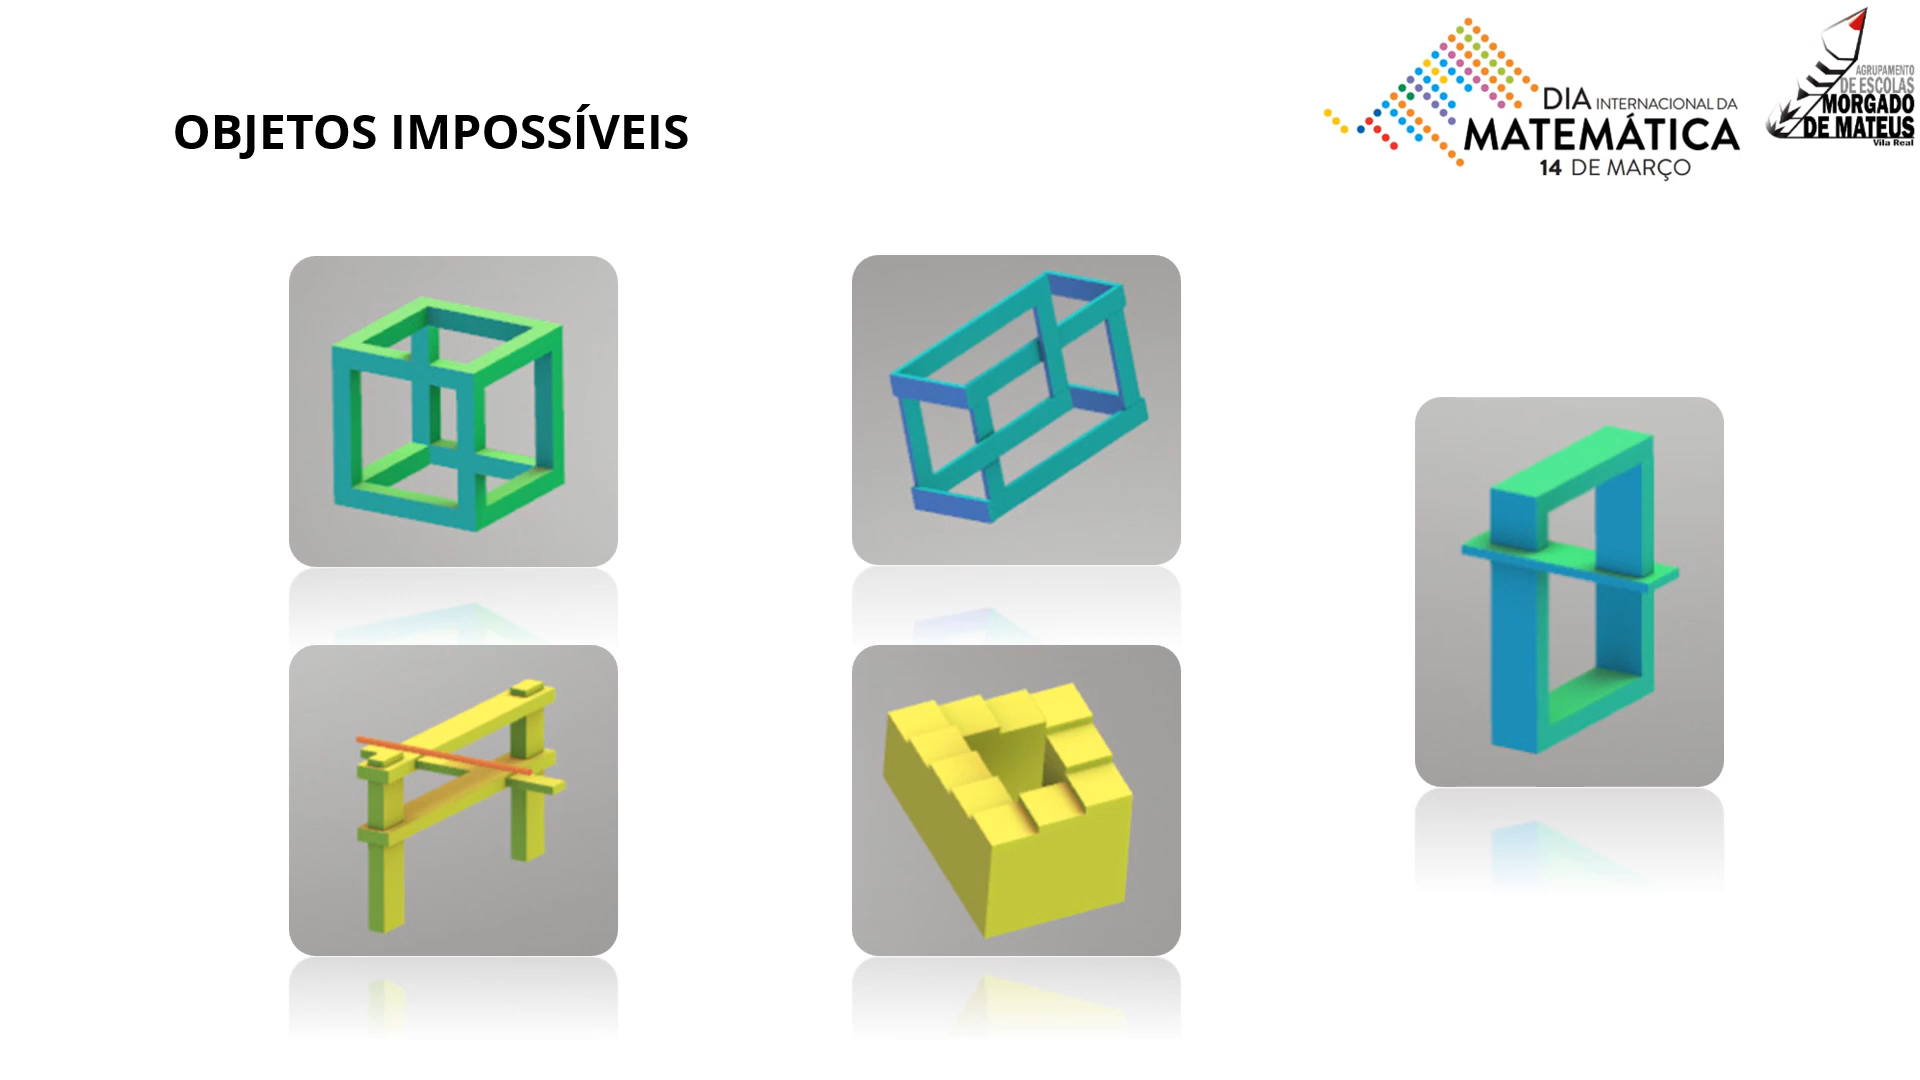 OBJETOS IMPOSSÍVEIS
DIA INTERNACIONAL DA
MATEMÁTICA
14 DE MARÇO
AGRUPAMENTO
DE ESCOLAS
MORGADO
DE MATEUS
Vila Real